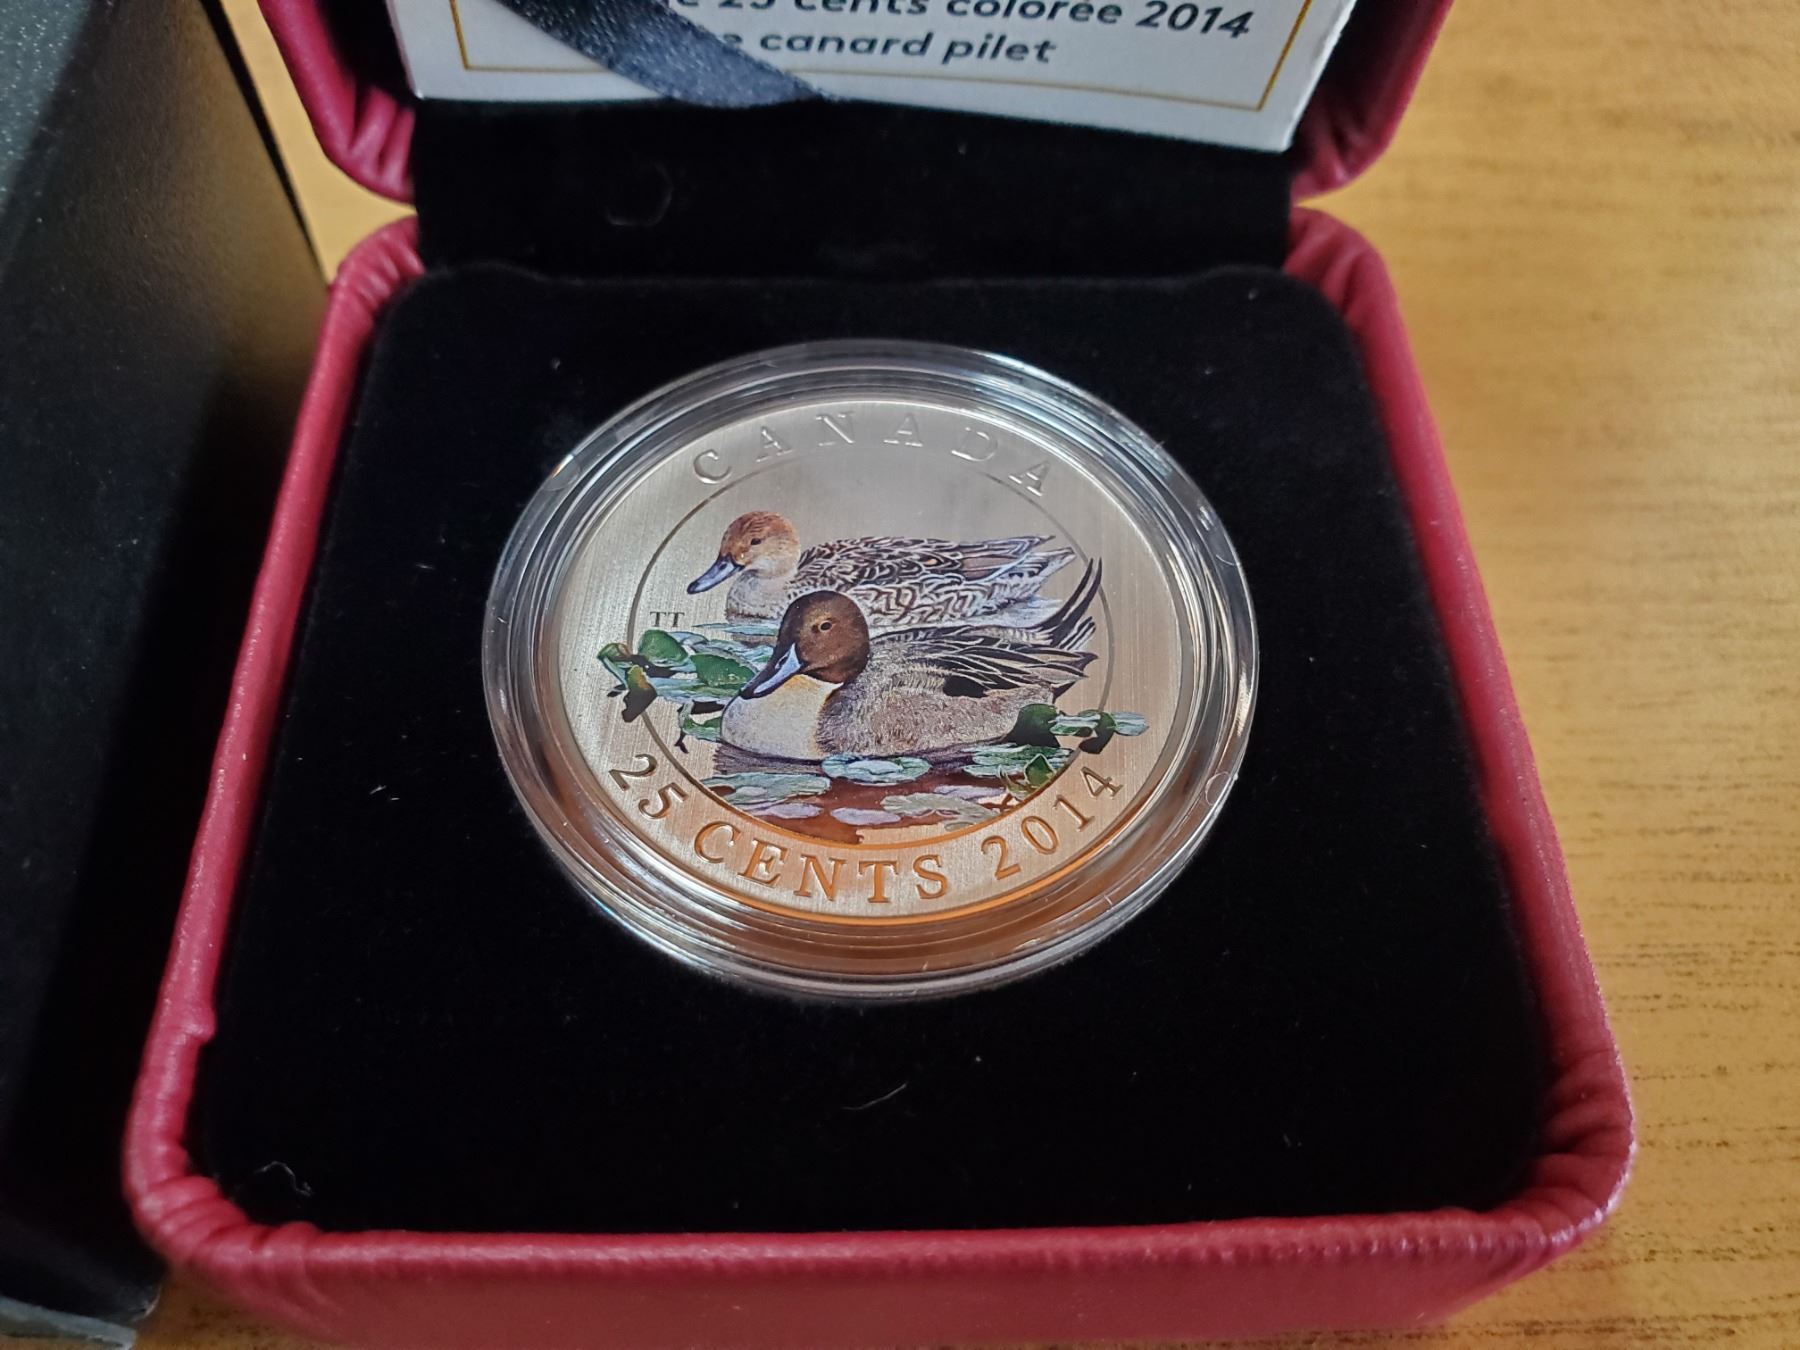 25 cents colorée 2014
canard pilet
CANADA
TT
25 CENTS 2014